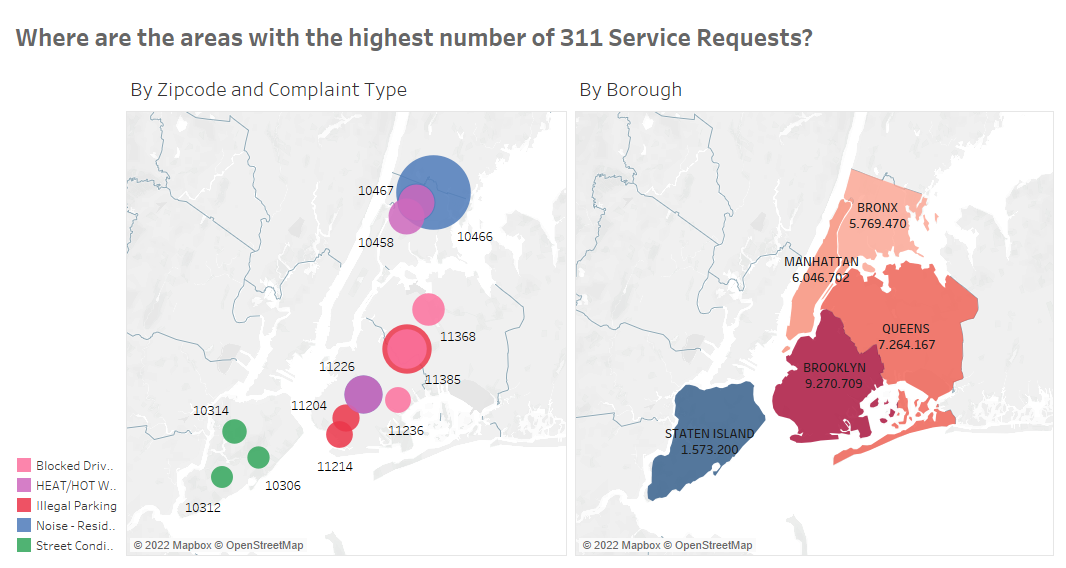 Where are the areas with the highest number of 311 Service Requests?
By Zipcode and Complaint Type
10467
10466
10458
11368
11226
11385
11204
10314
11236
11214
10306
10312
Blocked Driv..
HEAT/HOT W..
Illegal Parking
Noise - Resid..
Street Condi..
© 2022 Mapbox © OpenStreetMap
By Borough
BRONX
5.769.470
MANHATTAN
6.046.702
QUEENS
7.264.167
BROOKLYN
9.270.709
STATEN ISLAND
1.573.200
© 2022 Mapbox © OpenStreetMap